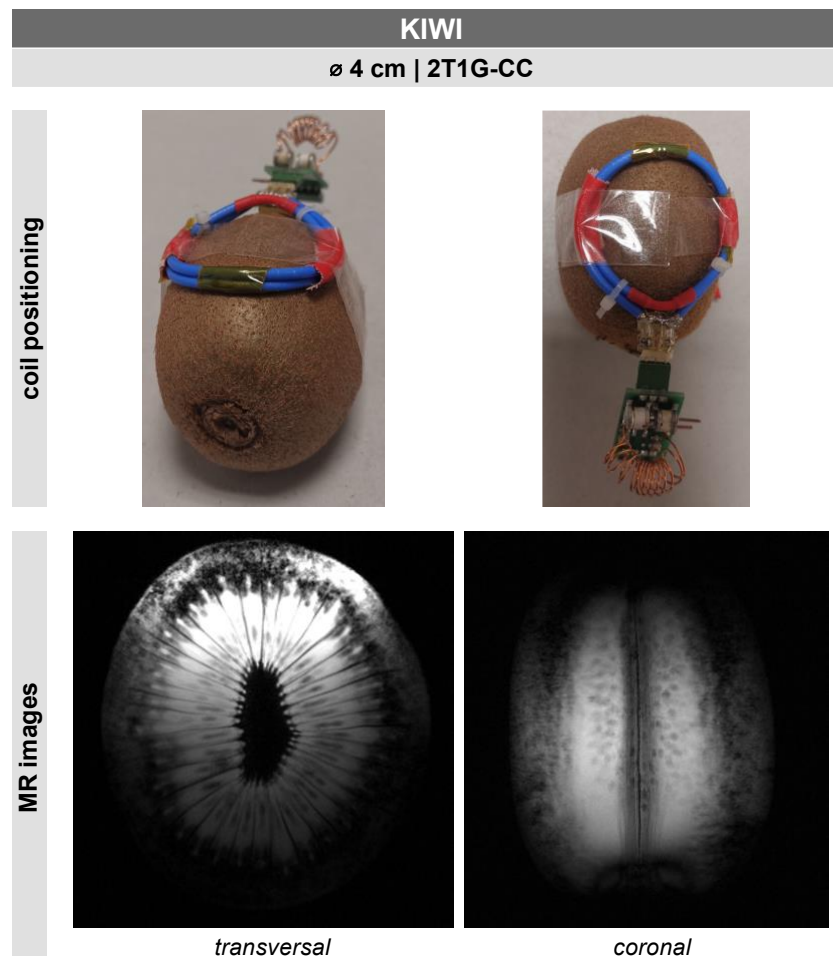 KIWI
⌀ 4 cm | 2T1G-CC
coil positioning
MR images
transversal
coronal